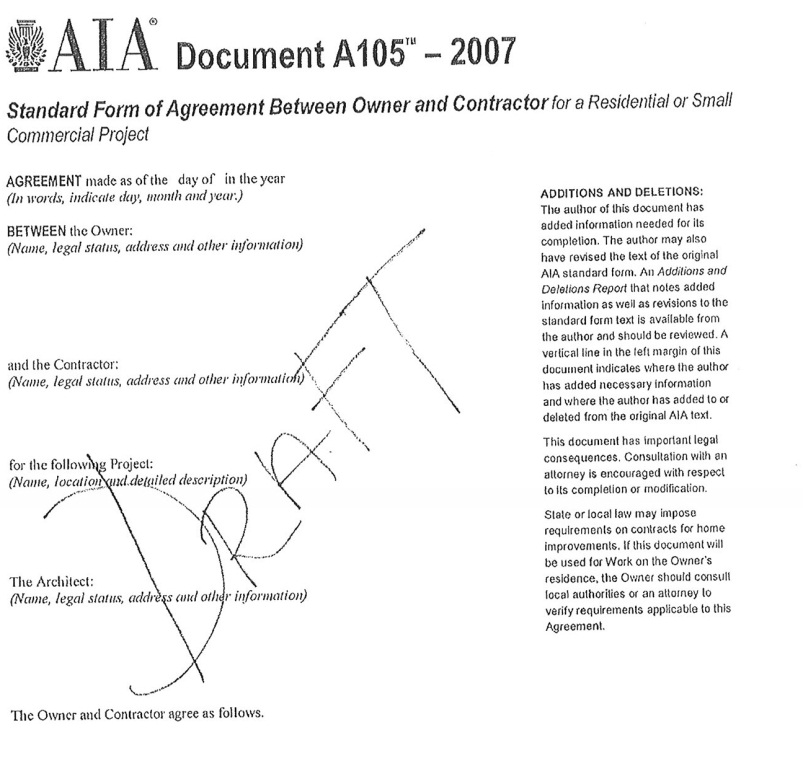 AIA® Document A105™ – 2007
Standard Form of Agreement Between Owner and Contractor for a Residential or Small
Commercial Project
AGREEMENT made as of the day of in the year
(In words, indicate day, month and year.)
BETWEEN the Owner:
(Name, legal status, address and other information)
and the Contractor:
(Name, legal status, address and other information)
for the following Project:
(Name, location and detailed description)
The Architect:
(Name, legal status, address and other information)
The Owner and Contractor agree as follows.
DRAFT
ADDITIONS AND DELETIONS:
The author of this document has
added information needed for its
completion. The author may also
have revised the text of the original
AIA standard form. An Additions and
Deletions Report that notes added
information as well as revisions to the
standard form text is available from
the author and should be reviewed. A
vertical line in the left margin of this
document indicates where the author
has added necessary information
and where the author has added to or
deleted from the original AIA text.
This document has important legal
consequences. Consultation with an
attorney is encouraged with respect
to its completion or modification.
State or local law may impose
requirements on contracts for home
improvements. If this document will
be used for Work on the Owner's
residence, the Owner should consult
local authorities or an attorney to
verify requirements applicable to this
Agreement.